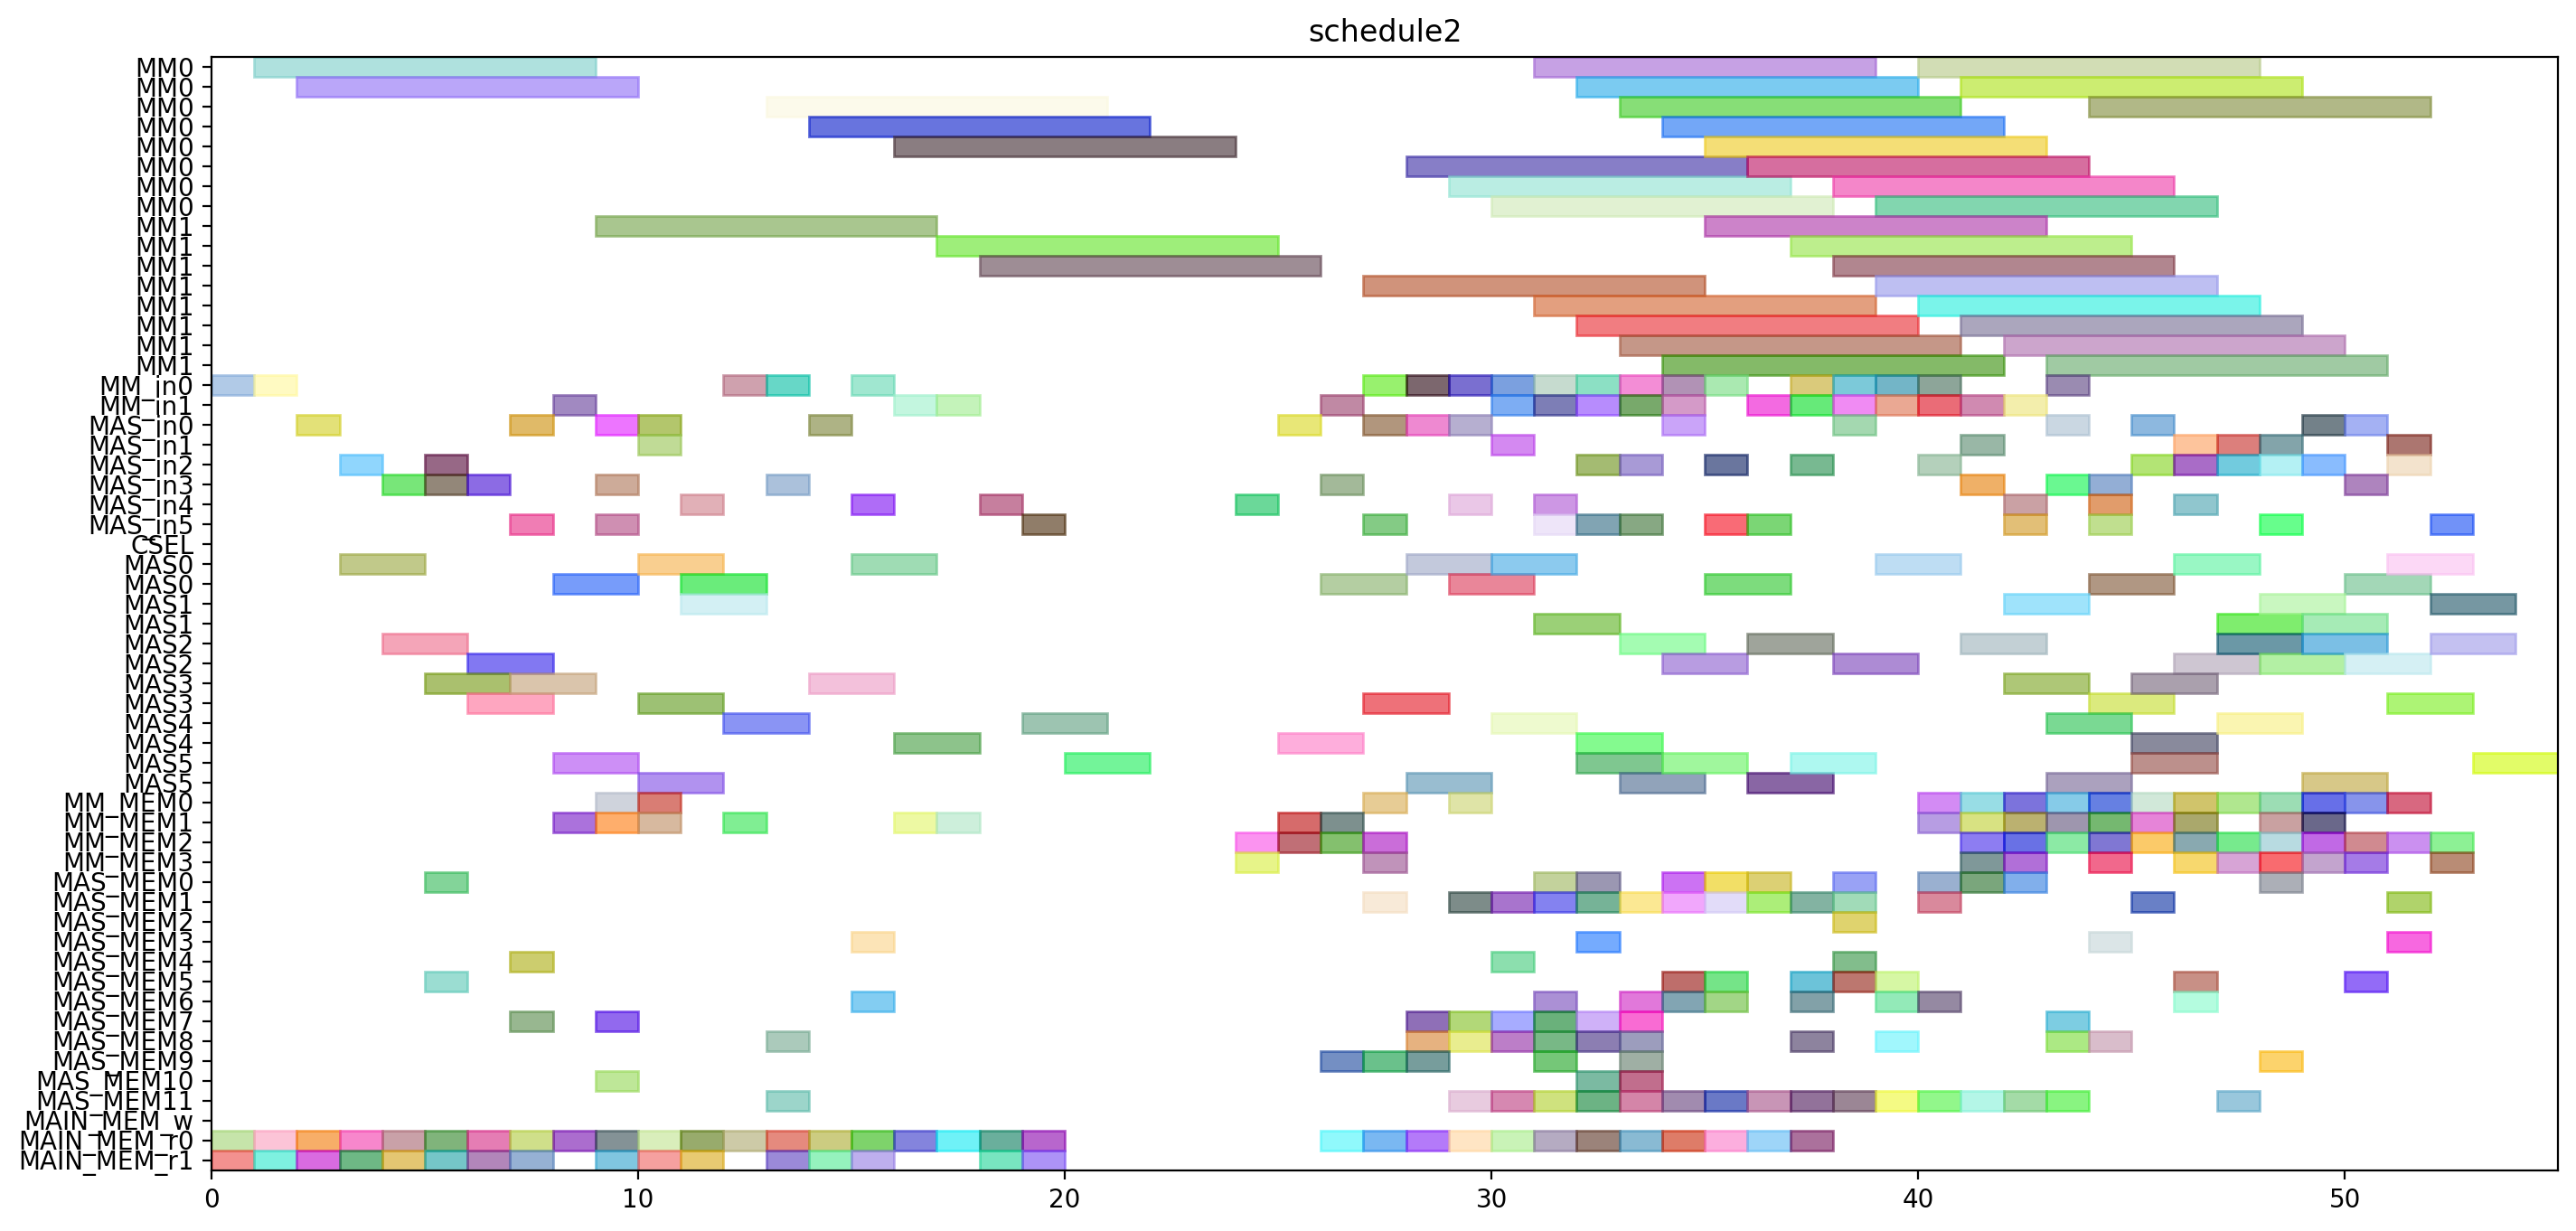 schedule2
MM0
MM0
MM0
MM0
MM0
MM0
MM0
MM0
MM1
MM1
MM1
MM1
MM1
MM1
MM1
MM1
MM_in0
MM_in1
MAS_in0
MAS_in1
MAS_in2
MAS_in3
MAS_in4
MAS_in5
CSEL
MAS0
MAS0
MAS1
MAS1
MAS2
MAS2
MAS3
MAS3
MAS4
MAS4
MAS5
MAS5
MM_MEM0
MM_MEM1
MM_MEM2
MM_MEM3
MAS_MEM0
MAS_MEM1
MAS_MEM2
MAS_MEM3
MAS_MEM4
MAS_MEM5
MAS_MEM6
MAS_MEM7
MAS_MEM8
MAS_MEM9
MAS_MEM10
MAS_MEM11
MAIN_MEM_w
MAIN_MEM_r0
MAIN_MEM_r1
0 10 20 30 40 50